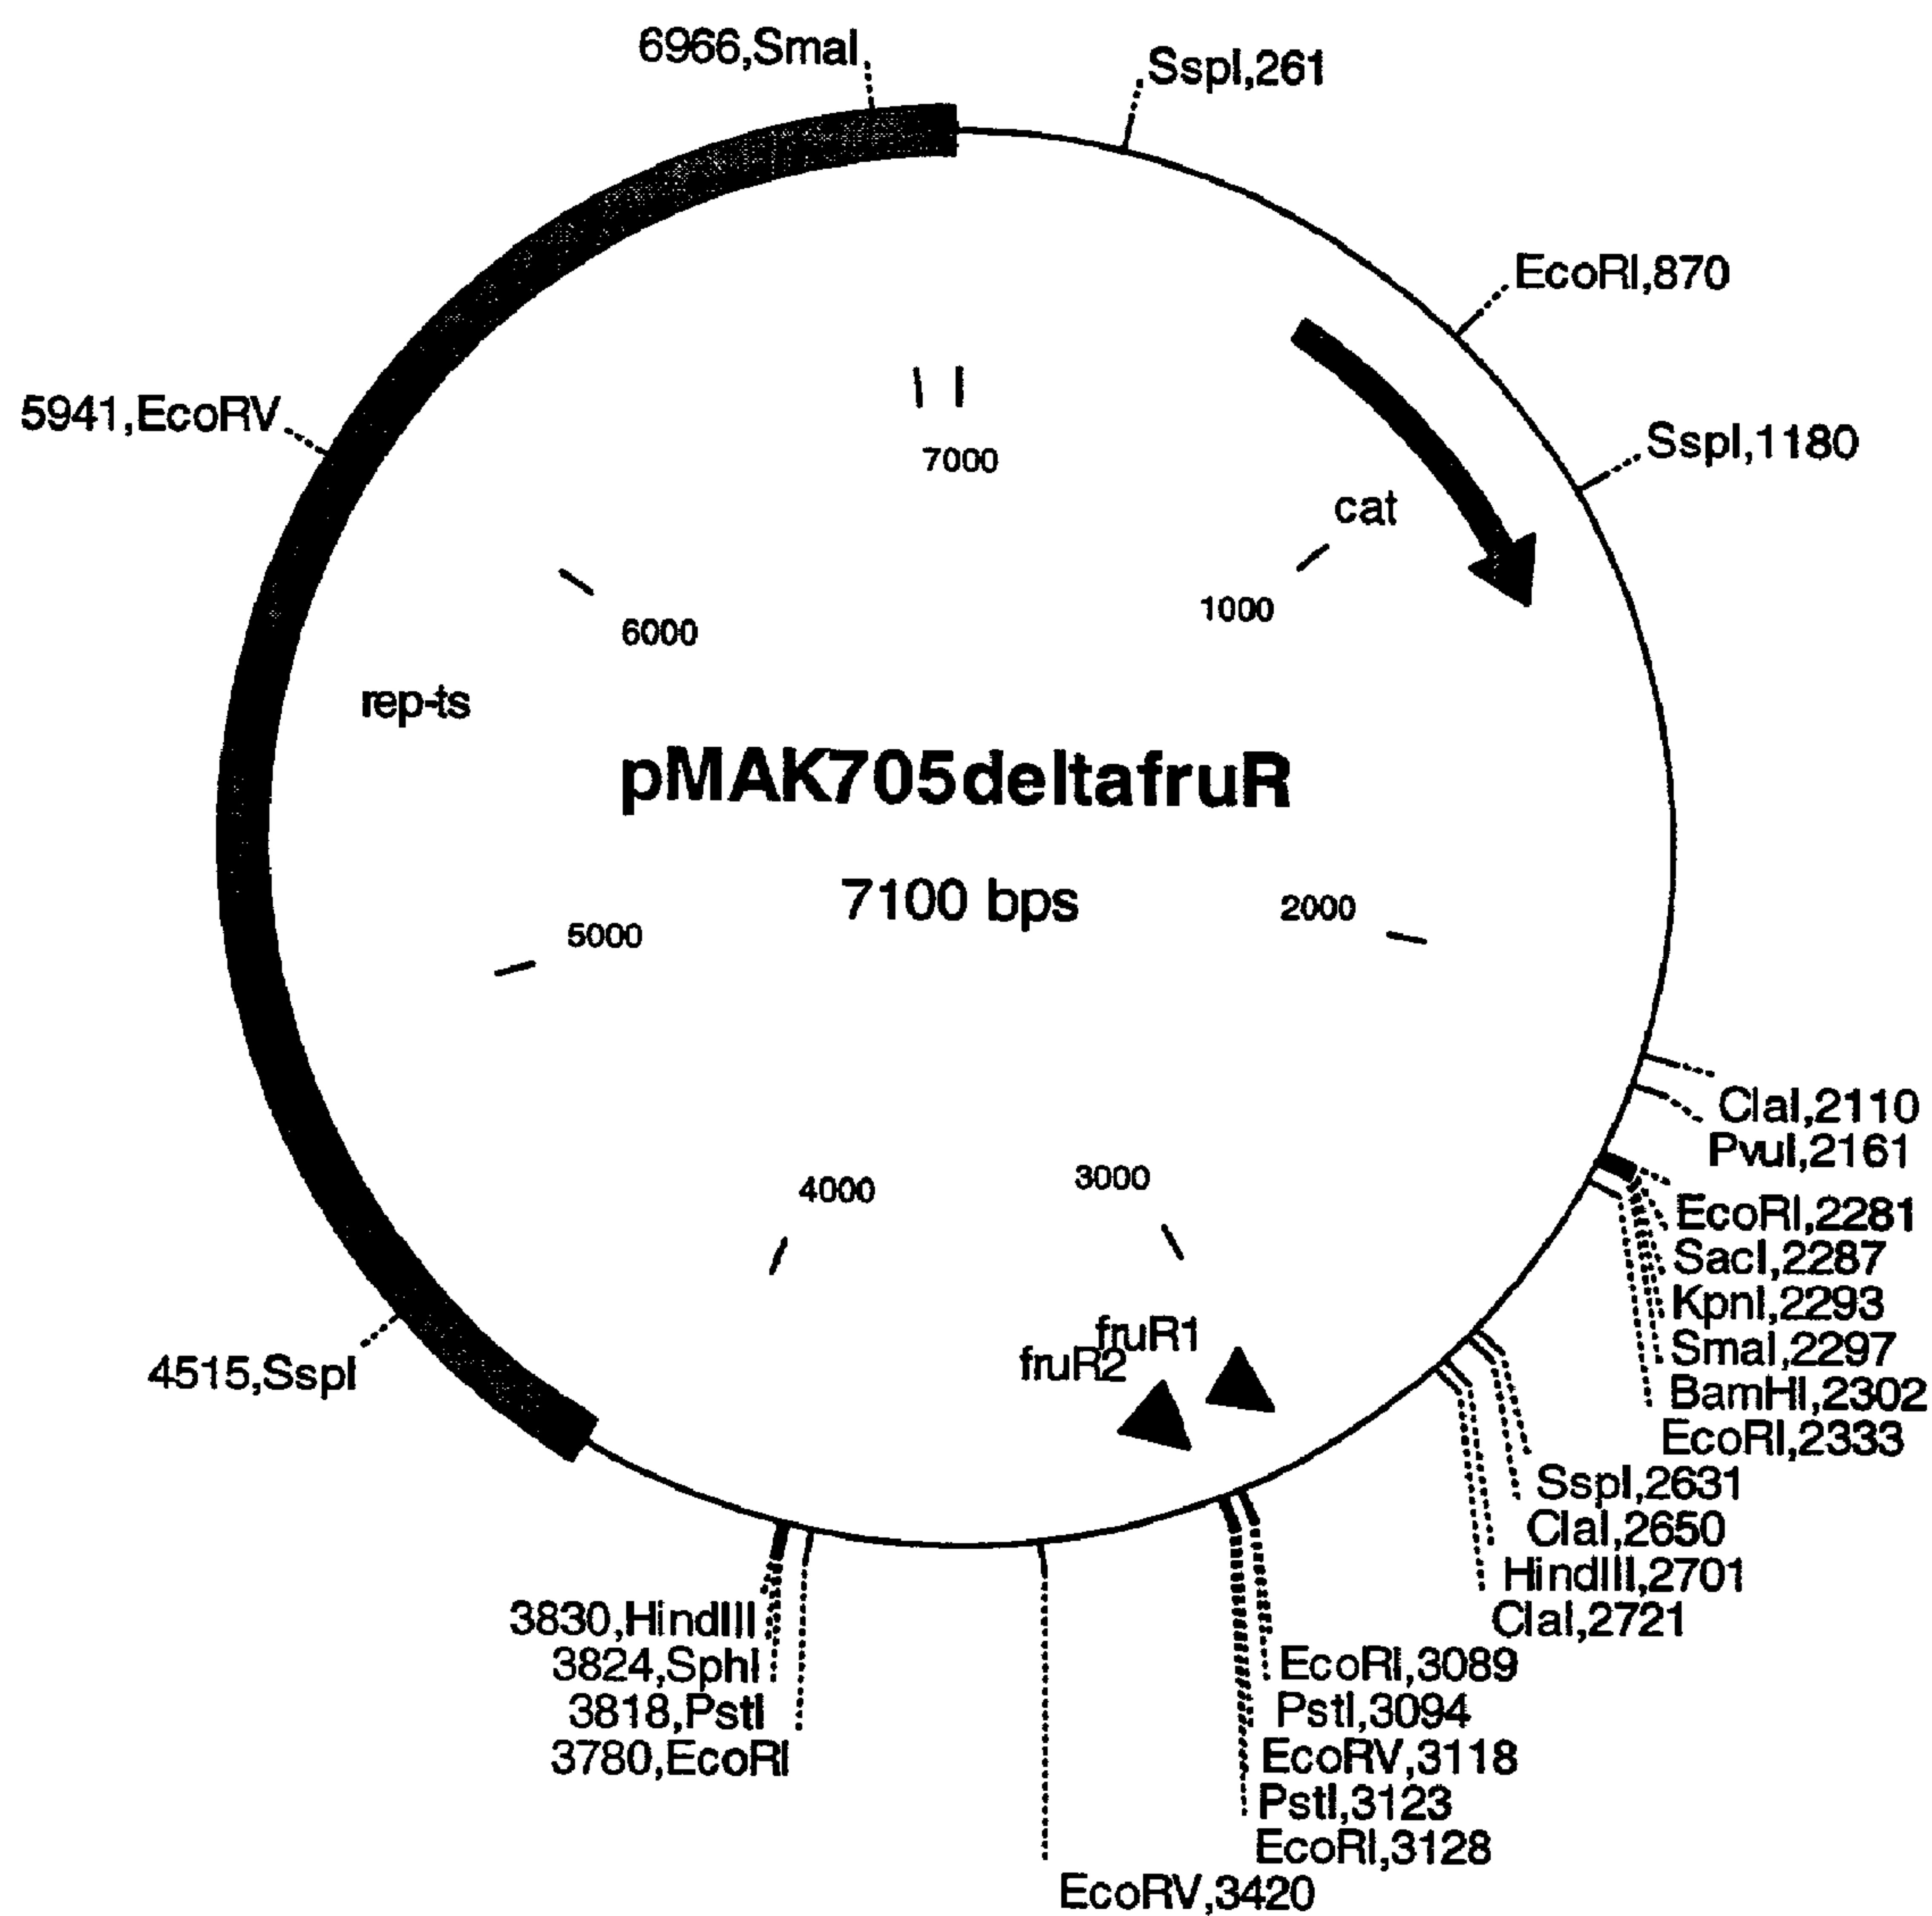 6966,SmaI
SspI,261
EcoRI,870
5941,EcoRV
SspI,1180
7000
cat
1000
6000
rep-ts
pMAK705deltafruR
7100 bps
2000
5000
ClaI,2110
PvuI,2161
4000
3000
EcoRI,2281
SacI,2287
KpnI,2293
SmaI,2297
BamHI,2302
EcoRI,2333
fruR1
fruR2
4515,SspI
SspI,2631
ClaI,2650
HindIII,2701
ClaI,2721
3830,HindIII
3824,SphI
3818,PstI
3780,EcoRI
EcoRI,3089
PstI,3094
EcoRV,3118
PstI,3123
EcoRI,3128
EcoRV,3420